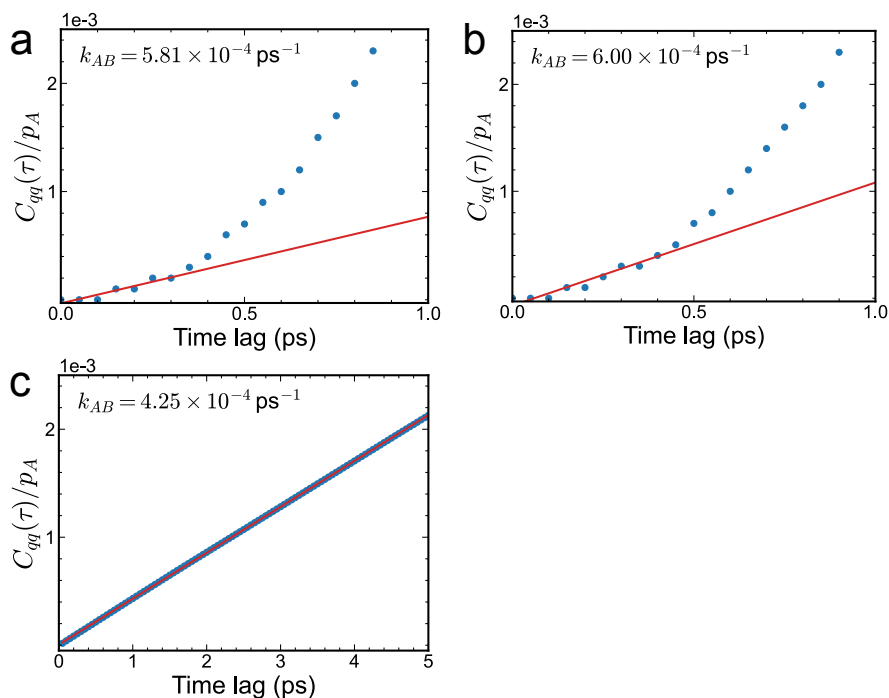 a
1e-3
k_{AB} = 5.81 × 10^{-4} ps^{-1}
C_{qq}(τ)/p_A
2
1
0.0 0.5 1.0
Time lag (ps)
b
1e-3
k_{AB} = 6.00 × 10^{-4} ps^{-1}
C_{qq}(τ)/p_A
2
1
0.0 0.5 1.0
Time lag (ps)
c
1e-3
k_{AB} = 4.25 × 10^{-4} ps^{-1}
C_{qq}(τ)/p_A
2
1
0 1 2 3 4 5
Time lag (ps)